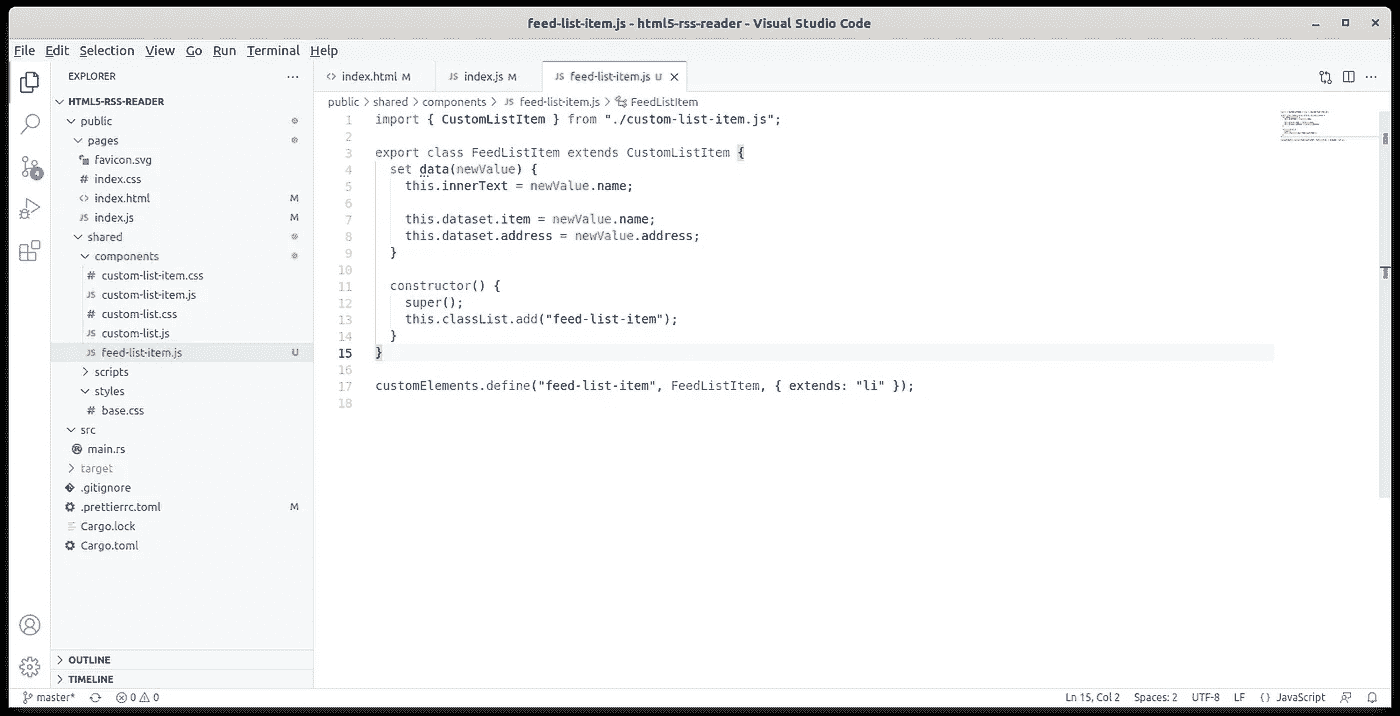 feed-list-item.js - html5-rss-reader - Visual Studio Code
File Edit Selection View Go Run Terminal Help
EXPLORER
HTML5-RSS-READER
public
pages
favicon.svg
# index.css
<> index.html M
JS index.js M
shared
components
# custom-list-item.css
JS custom-list-item.js
# custom-list.css
JS custom-list.js
JS feed-list-item.js U
scripts
styles
# base.css
src
main.rs
target
.gitignore
.prettierrc.toml M
Cargo.lock
Cargo.toml
OUTLINE
TIMELINE
4
<> index.html M JS index.js M JS feed-list-item.js U
public > shared > components > JS feed-list-item.js > FeedListItem
1 import { CustomListItem } from "./custom-list-item.js";
2
3 export class FeedListItem extends CustomListItem {
4 set data(newValue) {
5 this.innerText = newValue.name;
6
7 this.dataset.item = newValue.name;
8 this.dataset.address = newValue.address;
9 }
10
11 constructor() {
12 super();
13 this.classList.add("feed-list-item");
14 }
15 }
16
17 customElements.define("feed-list-item", FeedListItem, { extends: "li" });
18
master* 0 0 Ln 15, Col 2 Spaces: 2 UTF-8 LF {} JavaScript